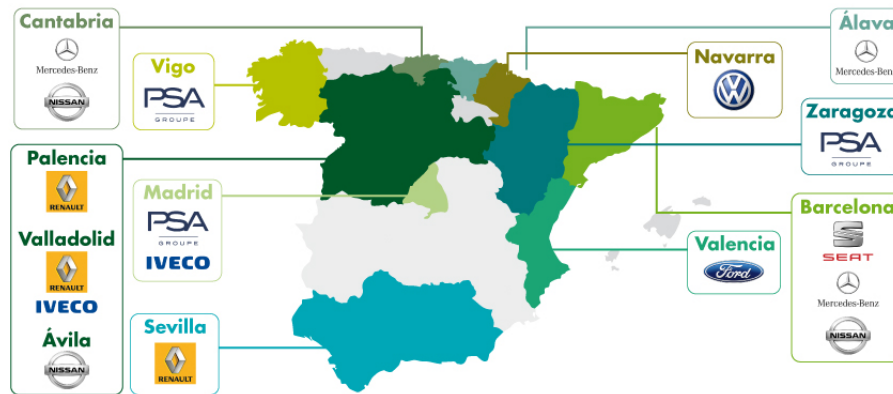 Cantabria
Mercedes-Benz
NISSAN
Vigo
PSA
GROUPE
Navarra
Álava
Mercedes-Benz
Zaragoza
PSA
GROUPE
Palencia
RENAULT
Valladolid
RENAULT
IVECO
Ávila
NISSAN
Madrid
PSA
GROUPE
IVECO
Sevilla
RENAULT
Valencia
Ford
Barcelona
SEAT
Mercedes-Benz
NISSAN